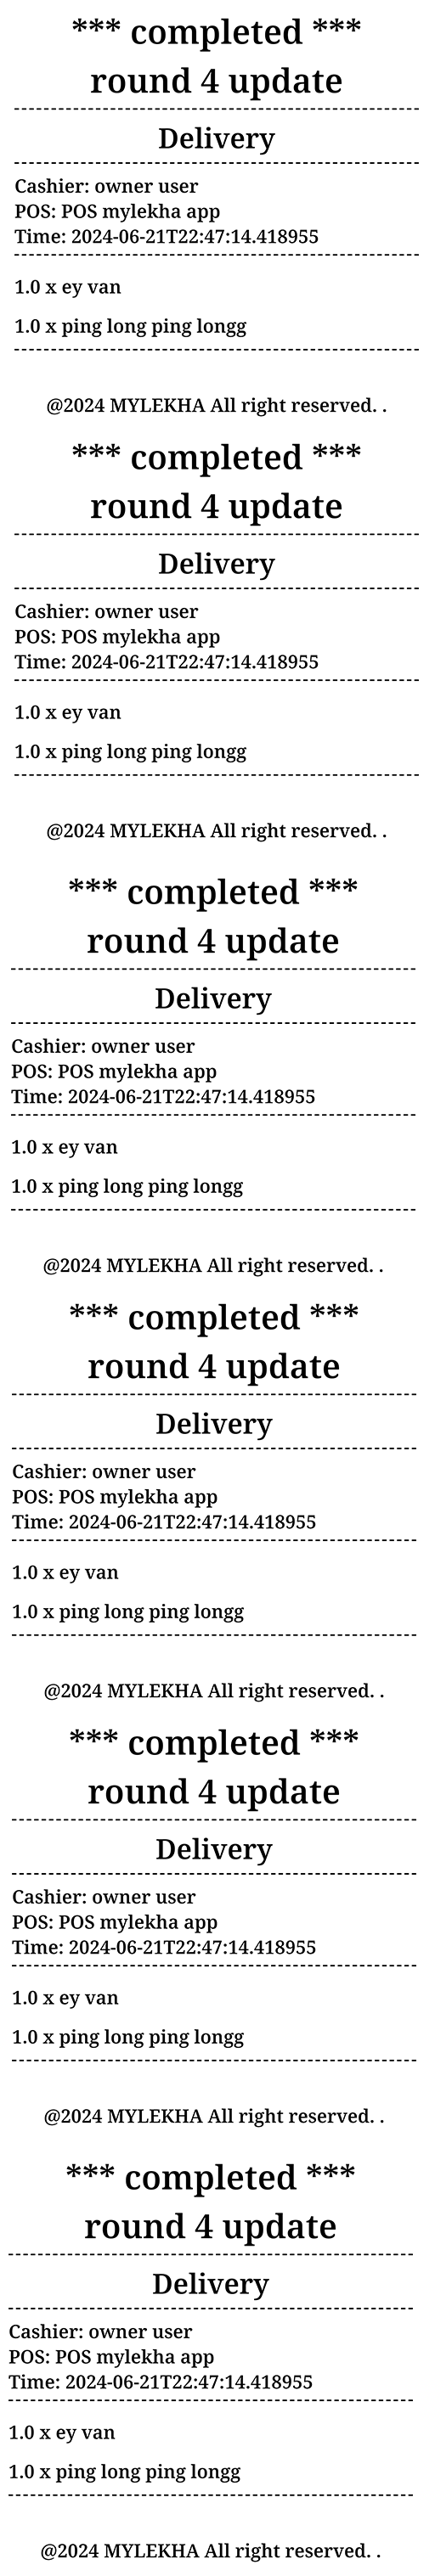 *** completed ***
round 4 update
Delivery
Cashier: owner user
POS: POS mylekha app
Time: 2024-06-21T22:47:14.418955
1.0 x ey van
1.0 x ping long ping longg
@2024 MYLEKHA All right reserved. .
*** completed ***
round 4 update
Delivery
Cashier: owner user
POS: POS mylekha app
Time: 2024-06-21T22:47:14.418955
1.0 x ey van
1.0 x ping long ping longg
@2024 MYLEKHA All right reserved. .
*** completed ***
round 4 update
Delivery
Cashier: owner user
POS: POS mylekha app
Time: 2024-06-21T22:47:14.418955
1.0 x ey van
1.0 x ping long ping longg
@2024 MYLEKHA All right reserved. .
*** completed ***
round 4 update
Delivery
Cashier: owner user
POS: POS mylekha app
Time: 2024-06-21T22:47:14.418955
1.0 x ey van
1.0 x ping long ping longg
@2024 MYLEKHA All right reserved. .
*** completed ***
round 4 update
Delivery
Cashier: owner user
POS: POS mylekha app
Time: 2024-06-21T22:47:14.418955
1.0 x ey van
1.0 x ping long ping longg
@2024 MYLEKHA All right reserved. .
*** completed ***
round 4 update
Delivery
Cashier: owner user
POS: POS mylekha app
Time: 2024-06-21T22:47:14.418955
1.0 x ey van
1.0 x ping long ping longg
@2024 MYLEKHA All right reserved. .